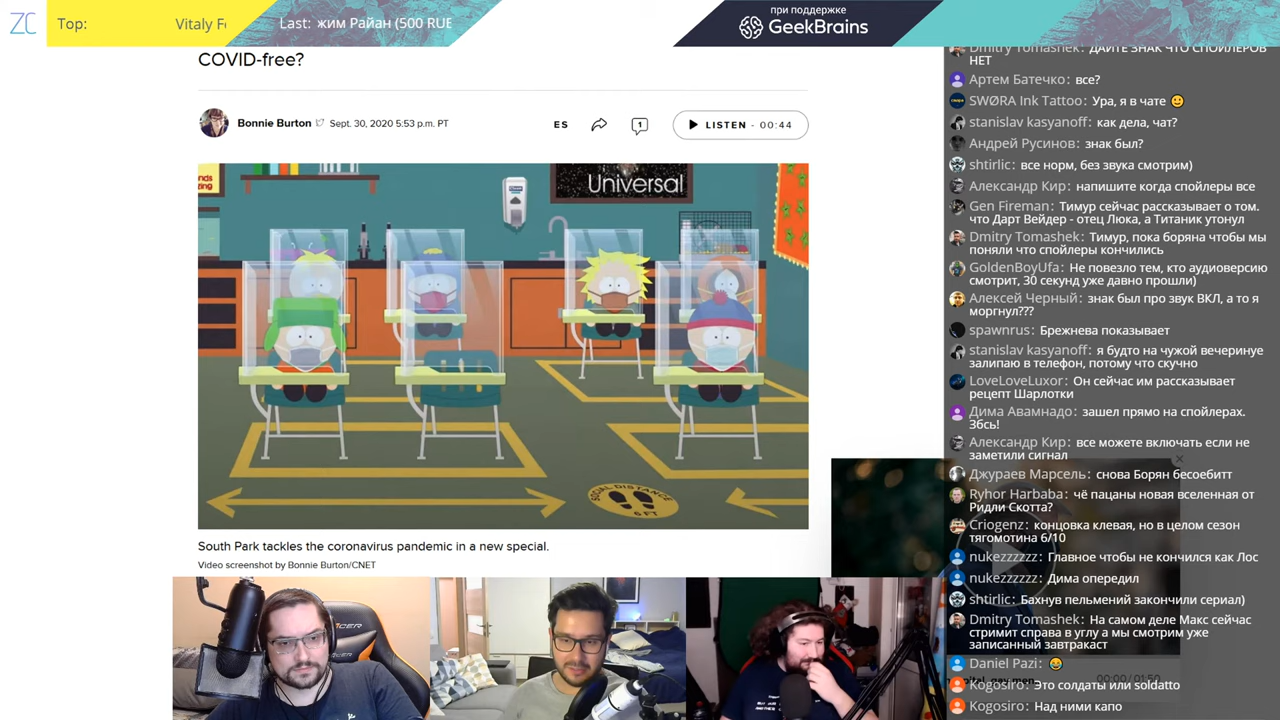 ZC
Top:
Vitaly
Last: жим Райан (500 RUE
при поддержке
GeekBrains
COVID-free?
Bonnie Burton
Sept. 30, 2020 5:53 p.m. PT
ES
1
LISTEN - 00:44
nds
zing
Universal
SOCIAL DISTANCE
6 FT
South Park tackles the coronavirus pandemic in a new special.
Video screenshot by Bonnie Burton/CNET
Dmitry Tomashek: ДАЙТЕ ЗНАК ЧТО СПОЙЛЕРОВ
НЕТ
Артем Батечко: все?
SWØRA Ink Tattoo: Ура, я в чате
stanislav kasyanoff: как дела, чат?
Андрей Русинов: знак был?
shtirlic: все норм, без звука смотрим)
Александр Кир: напишите когда спойлеры все
Gen Fireman: Тимур сейчас рассказывает о том.
что Дарт Вейдер - отец Люка, а Титаник утонул
Dmitry Tomashek: Тимур, пока боряна чтобы мы
поняли что спойлеры кончились
GoldenBoyUfa: Не повезло тем, кто аудиоверсию
смотрит, 30 секунд уже давно прошли)
Алексей Черный: знак был про звук ВКЛ, а то я
моргнул???
spawnrus: Брежнева показывает
stanislav kasyanoff: я будто на чужой вечеринуе
залипаю в телефон, потому что скучно
LoveLoveLuxor: Он сейчас им рассказывает
рецепт Шарлотки
Дима Авамнадо: зашел прямо на спойлерах.
Збсь!
Александр Кир: все можете включать если не
заметили сигнал
Джураев Марсель: снова Борян бесоебитт
Ryhor Harbaba: чё пацаны новая вселенная от
Ридли Скотта?
Criogenz: концовка клевая, но в целом сезон
тягомотина 6/10
nukezzzzzz: Главное чтобы не кончился как Лос
nukezzzzzz: Дима опередил
shtirlic: Бахнув пельмений закончили сериал)
Dmitry Tomashek: На самом деле Макс сейчас
стримит справа в углу а мы смотрим уже
записанный завтракаст
Daniel Pazi:
Kogosiro: Это солдаты или soldatto
Kogosiro: Над ними капо